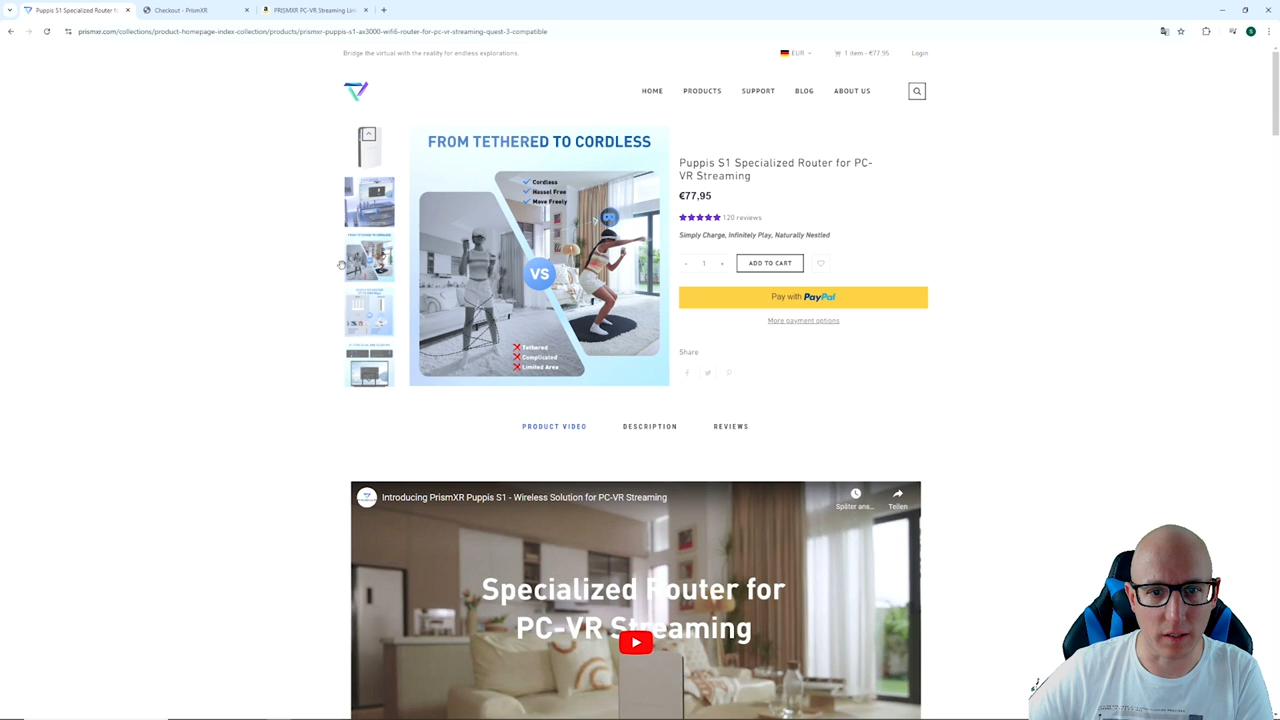 Puppis S1 Specialized Router fo
Checkout - PrismXR
PRISMXR PC-VR Streaming Lin
prismxr.com/collections/product-homepage-index-collection/products/prismxr-puppis-s1-ax3000-wifi6-router-for-pc-vr-streaming-quest-3-compatible
Bridge the virtual with the reality for endless explorations.
EUR
1 item - €77,95
Login
HOME
PRODUCTS
SUPPORT
BLOG
ABOUT US
FROM TETHERED TO CORDLESS
Cordless
Hassel Free
Move Freely
VS
Tethered
Complicated
Limited Area
FROM TETHERED TO CORDLESS
Puppis S1 Specialized Router for PC-
VR Streaming
€77,95
120 reviews
Simply Charge, Infinitely Play, Naturally Nestled
- 1 +
ADD TO CART
Pay with PayPal
More payment options
Share
PRODUCT VIDEO
DESCRIPTION
REVIEWS
Introducing PrismXR Puppis S1 - Wireless Solution for PC-VR Streaming
Später ans...
Teilen
Specialized Router for
PC-VR Streaming